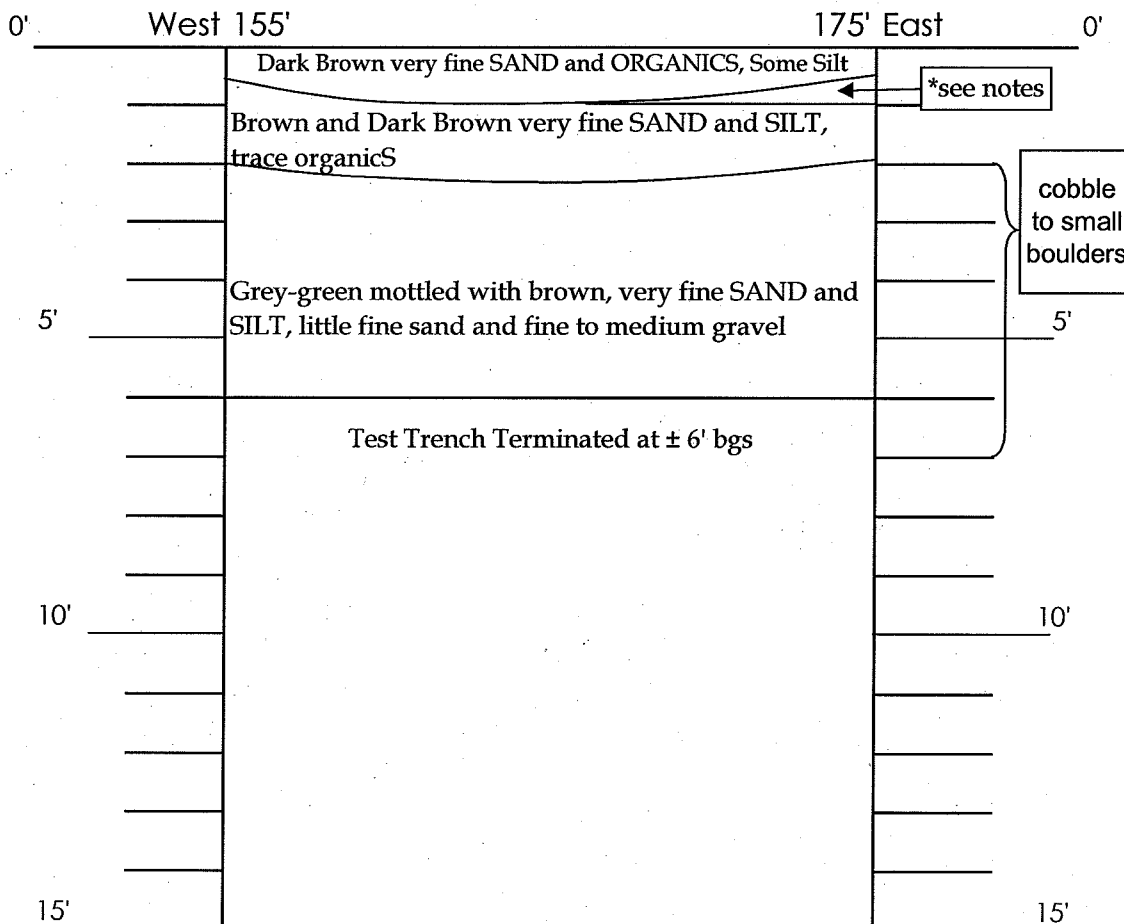 0'
West 155'
175' East
0'
Dark Brown very fine SAND and ORGANICS, Some Silt
*see notes
Brown and Dark Brown very fine SAND and SILT,
trace organicS
cobble
to small
boulders
Grey-green mottled with brown, very fine SAND and
SILT, little fine sand and fine to medium gravel
5'
5'
Test Trench Terminated at ± 6' bgs
10'
10'
15'
15'